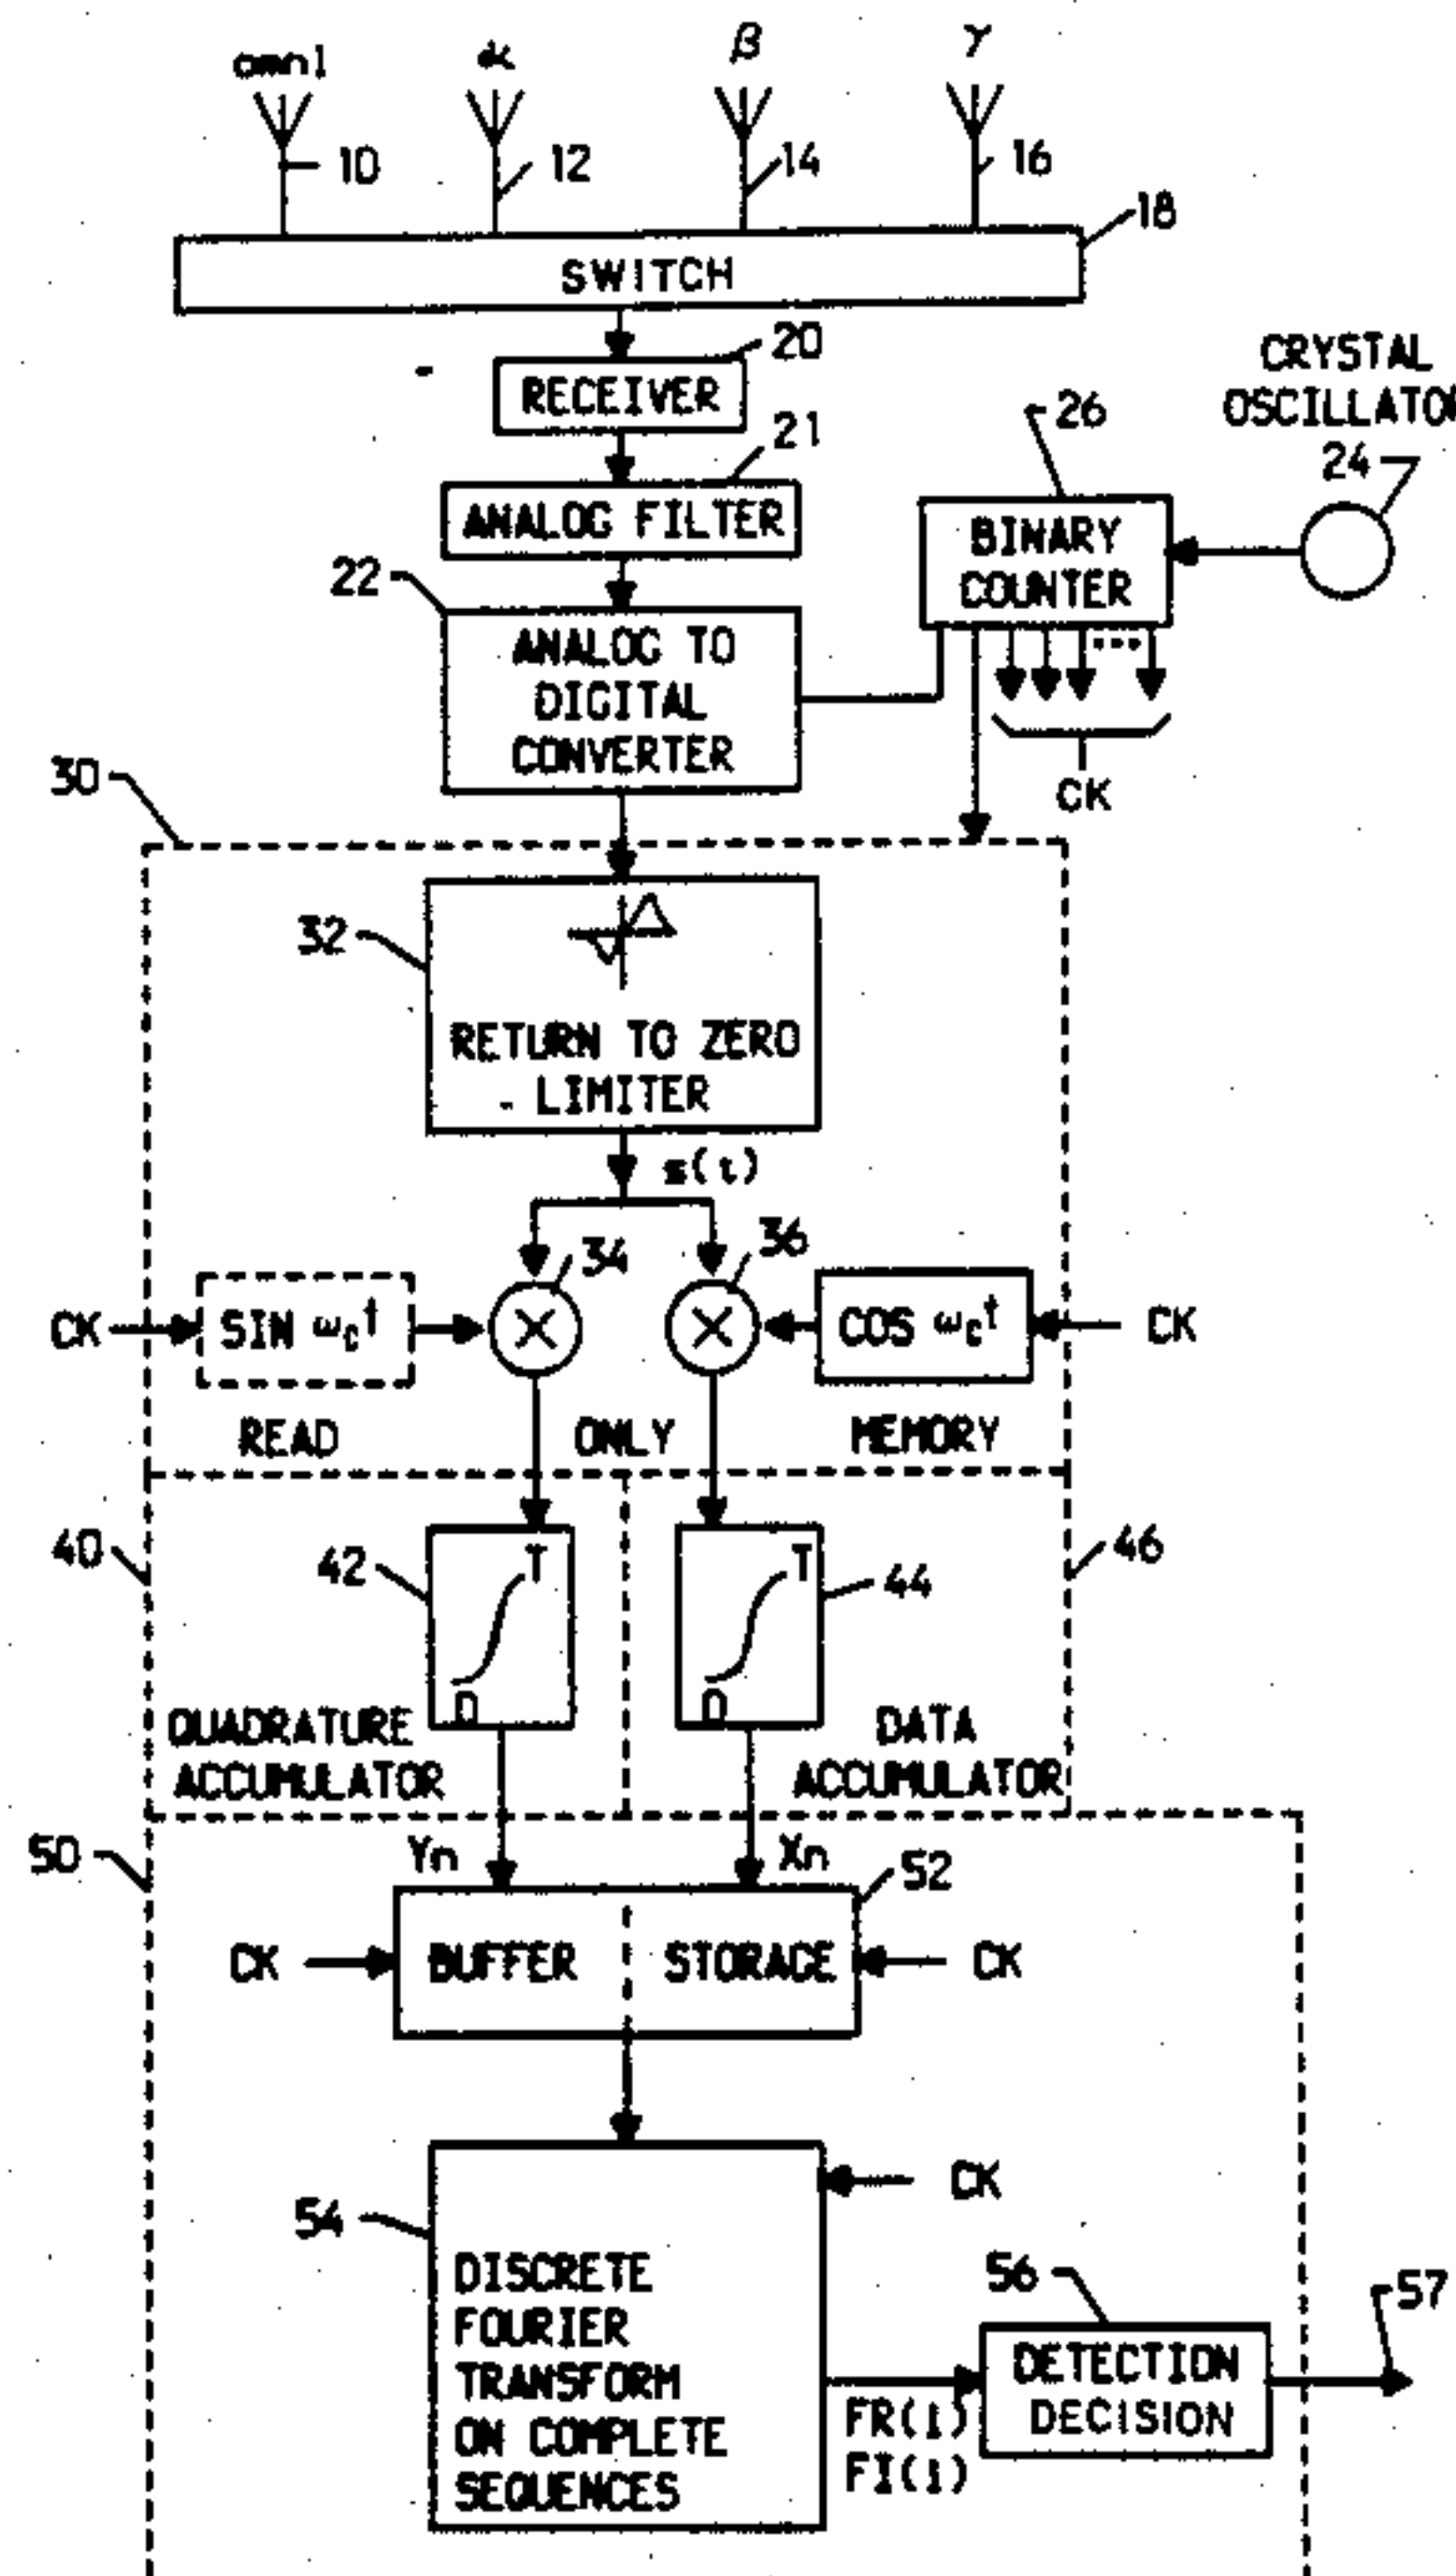 omni α β γ
10 12 14 16
18
SWITCH
20
RECEIVER
21
ANALOG FILTER
22
ANALOG TO
DIGITAL
CONVERTER
26
BINARY
COUNTER
CRYSTAL
OSCILLATOR
24
CK
30
32
RETURN TO ZERO
LIMITER
s(t)
34 36
CK SIN ωct × × COS ωct CK
READ ONLY MEMORY
40 42 T T 44 46
0 0
QUADRATURE
ACCUMULATOR
DATA
ACCUMULATOR
50 Yn Xn 52
CK BUFFER STORAGE CK
54 CK
DISCRETE
FOURIER
TRANSFORM
ON COMPLETE
SEQUENCES
FR(i)
FI(i)
56
DETECTION
DECISION
57